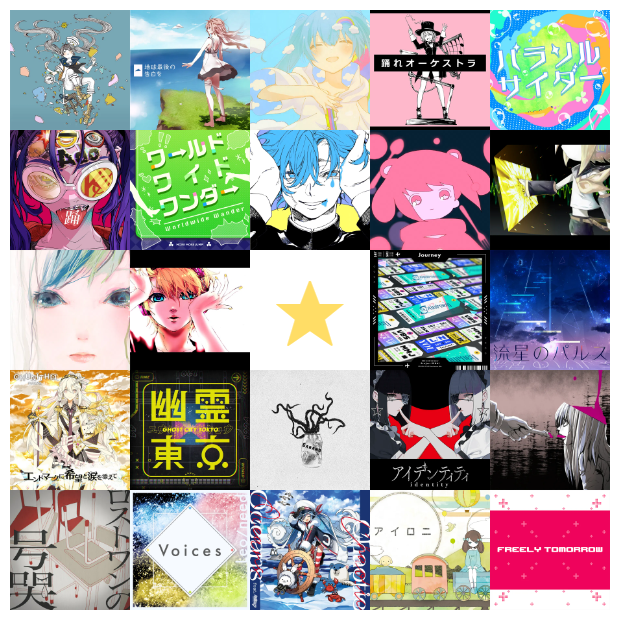 地球最後の
告白を
踊れオーケストラ
パラソル
サイダー
Ado
踊
ワールド
ワイド
ワンダー
Worldwide Wander
Journey
流星のパルス
エンドマークに希望と涙を添えて
幽霊
東京
GHOST CITY TOKYO
アイデンティティ
identity
ロストワンの
号哭
Voices
アイロニ
FREELY TOMORROW